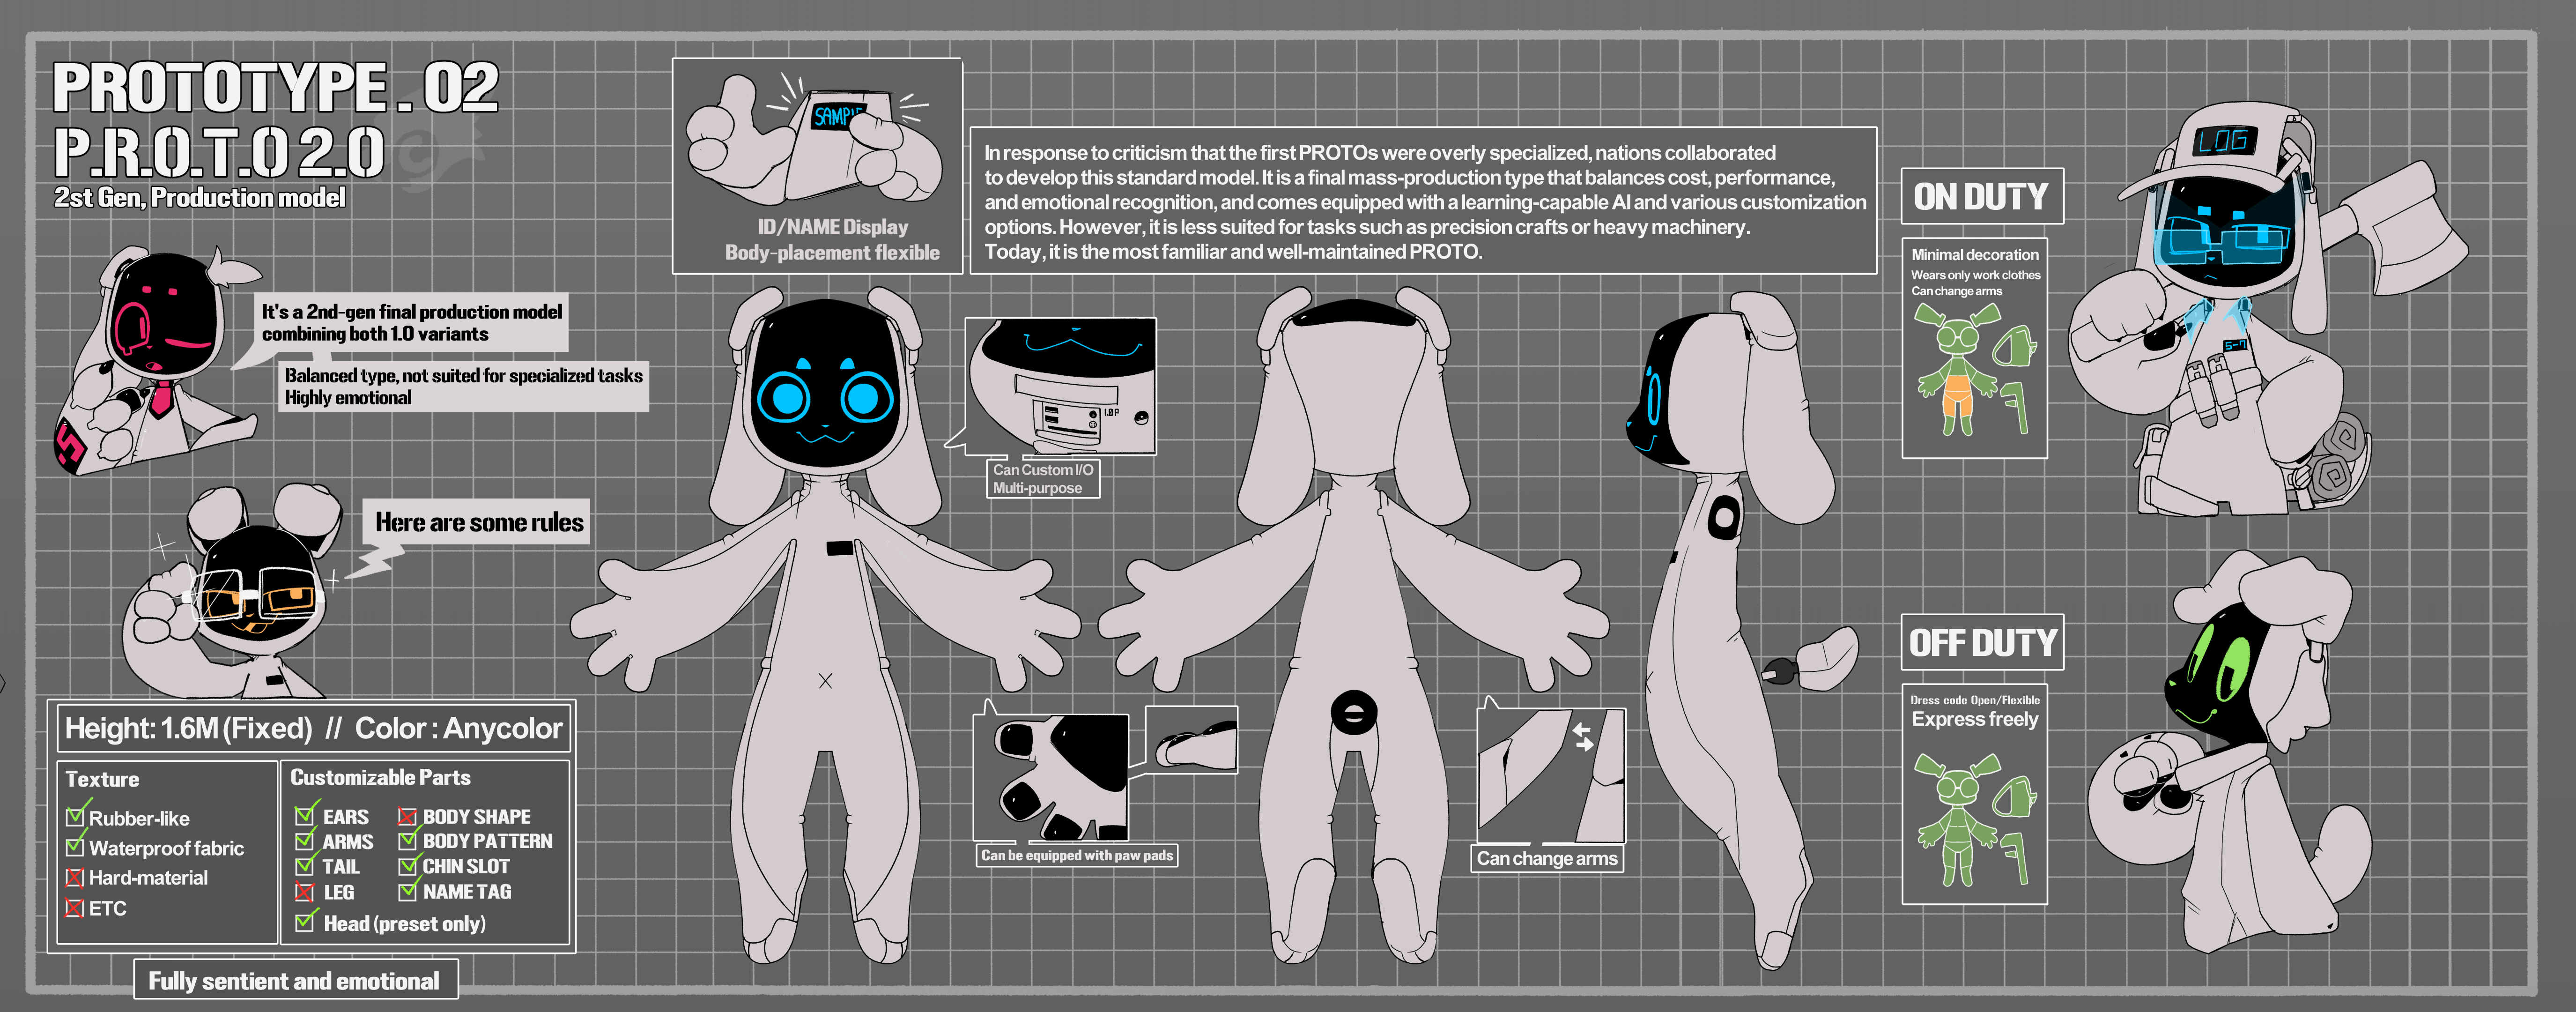 PROTOTYPE . 02
P.R.O.T.O 2.0
2st Gen, Production model
It's a 2nd-gen final production model
combining both 1.0 variants
Balanced type, not suited for specialized tasks
Highly emotional
Here are some rules
Height: 1.6M (Fixed) // Color : Anycolor
Texture
Rubber-like
Waterproof fabric
Hard-material
ETC
Customizable Parts
EARS
ARMS
TAIL
LEG
Head (preset only)
BODY SHAPE
BODY PATTERN
CHIN SLOT
NAME TAG
Fully sentient and emotional
SAMPLE
ID/NAME Display
Body-placement flexible
In response to criticism that the first PROTOs were overly specialized, nations collaborated
to develop this standard model. It is a final mass-production type that balances cost, performance,
and emotional recognition, and comes equipped with a learning-capable AI and various customization
options. However, it is less suited for tasks such as precision crafts or heavy machinery.
Today, it is the most familiar and well-maintained PROTO.
Can Custom I/O
Multi-purpose
Can be equipped with paw pads
Can change arms
ON DUTY
Minimal decoration
Wears only work clothes
Can change arms
LOG
5-7
OFF DUTY
Dress code Open/Flexible
Express freely